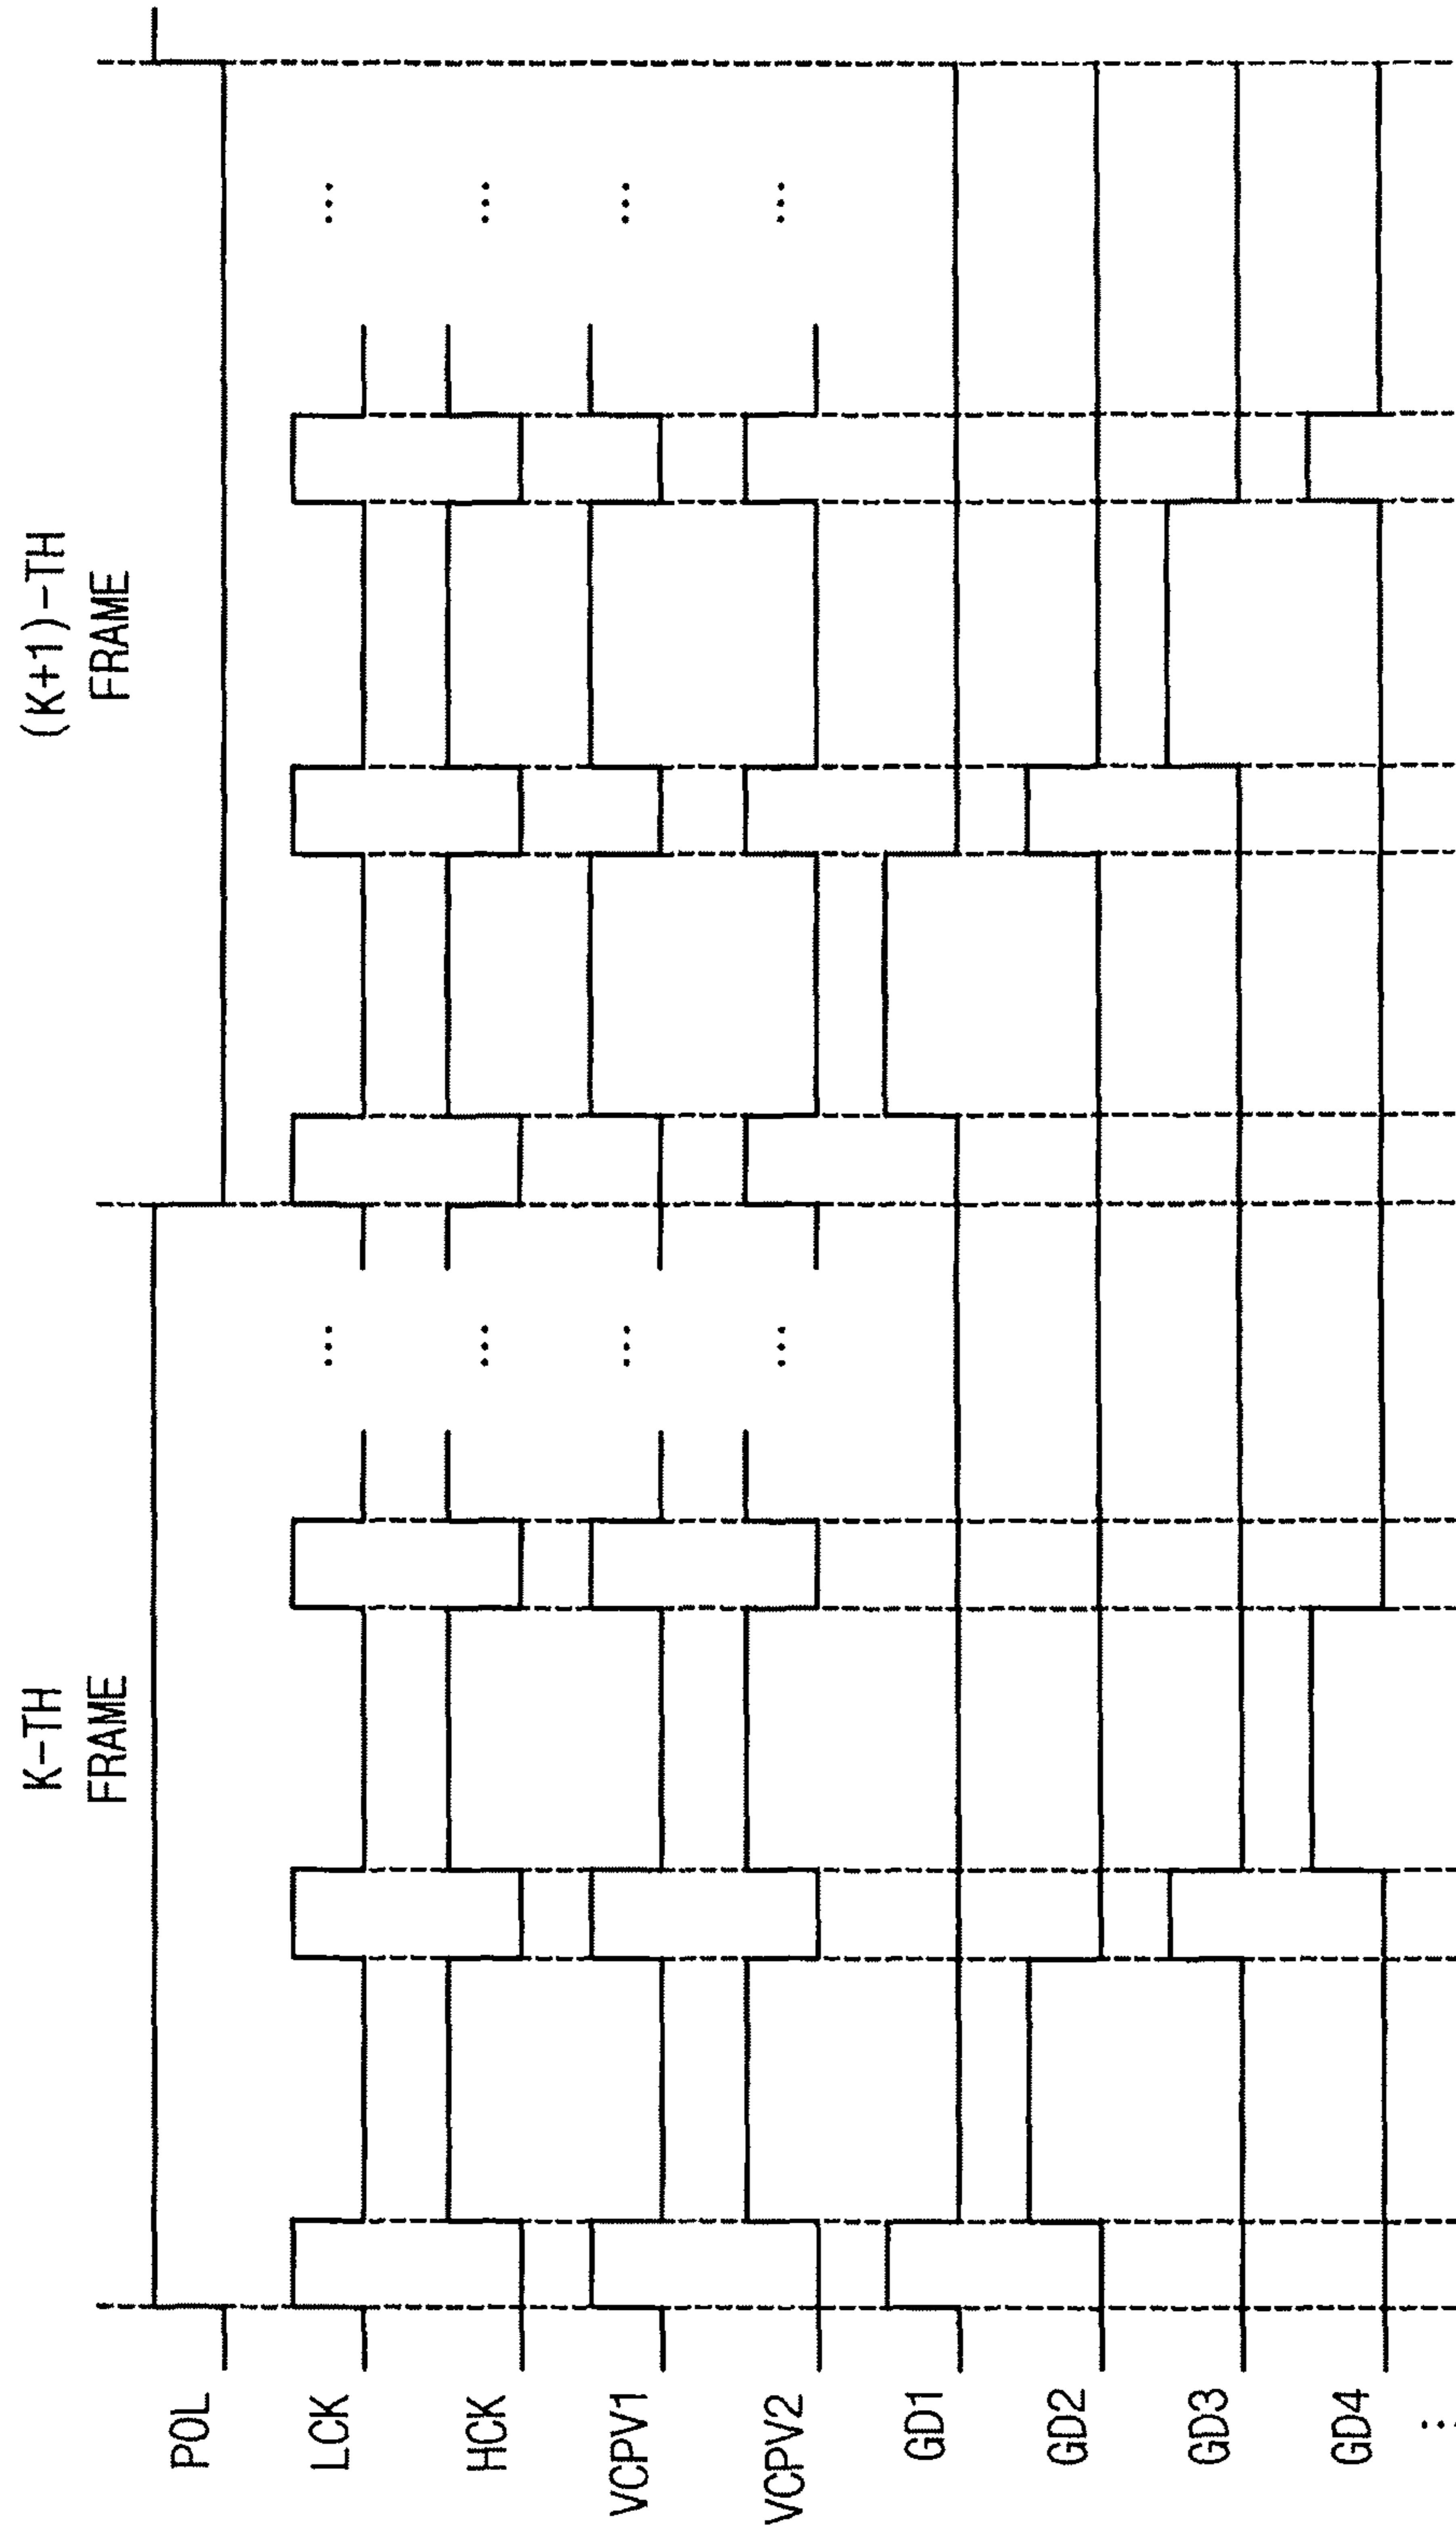 K-TH
FRAME
(K+1)-TH
FRAME
POL
LCK
...
...
HCK
...
...
VCPV1
...
...
VCPV2
...
...
GD1
GD2
GD3
GD4
⋮